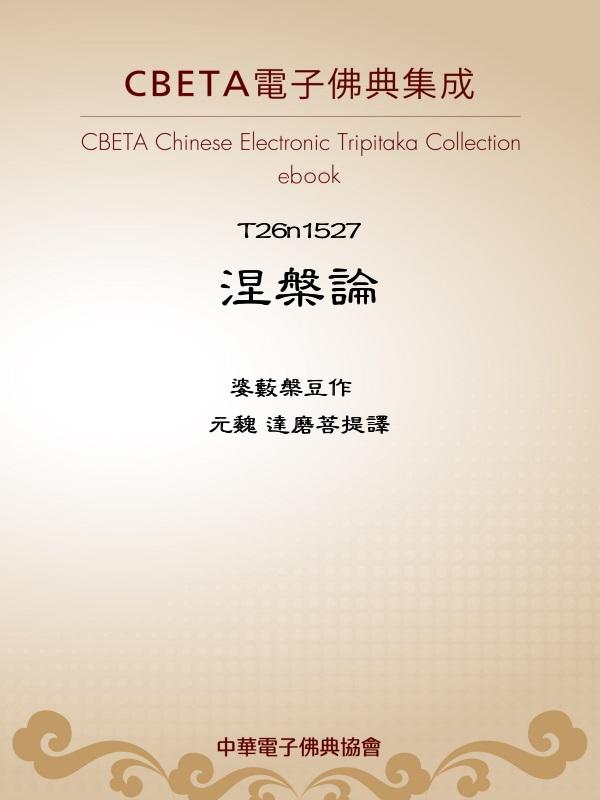 CBETA電子佛典集成
CBETA Chinese Electronic Tripitaka Collection
ebook
T26n1527
涅槃論
婆藪槃豆作
元魏 達磨菩提譯
中華電子佛典協會